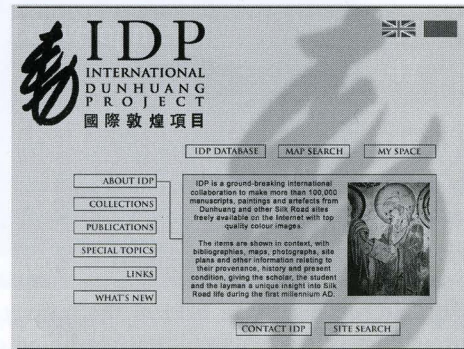 IDP
INTERNATIONAL
DUNHUANG
PROJECT
國際敦煌項目
IDP DATABASE
MAP SEARCH
MY SPACE
ABOUT IDP
COLLECTIONS
PUBLICATIONS
SPECIAL TOPICS
LINKS
WHAT'S NEW
IDP is a ground-breaking international
collaboration to make more than 100,000
manuscripts, paintings and artefacts from
Dunhuang and other Silk Road sites
freely available on the Internet with top
quality colour images.
The items are shown in context, with
bibliographies, maps, photographs, site
plans and other information relating to
their provenance, history and present
condition, giving the scholar, the student
and the layman a unique insight into Silk
Road life during the first millennium AD.
CONTACT IDP
SITE SEARCH